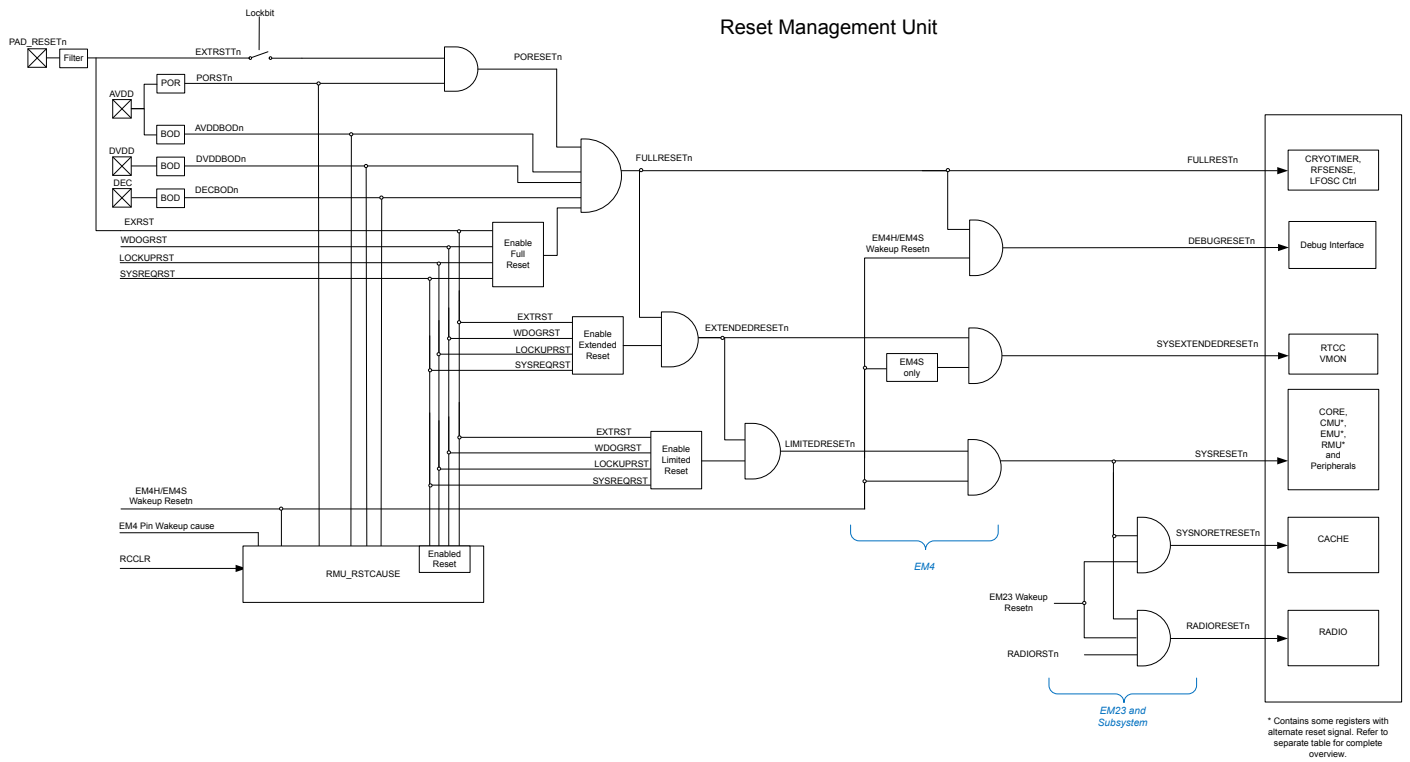 Reset Management Unit
Lockbit
PAD_RESETn
Filter
EXTRSTTn
PORESETn
POR
PORSTn
AVDD
BOD
AVDDBODn
DVDD
BOD
DVDDBODn
DEC
BOD
DECBODn
EXRST
WDOGRST
LOCKUPRST
SYSREQRST
Enable
Full
Reset
FULLRESETn
FULLRESTn
CRYOTIMER,
RFSENSE,
LFOSC Ctrl
EM4H/EM4S
Wakeup Resetn
DEBUGRESETn
Debug Interface
EXTRST
WDOGRST
LOCKUPRST
SYSREQRST
Enable
Extended
Reset
EXTENDEDRESETn
EM4S
only
SYSEXTENDEDRESETn
RTCC
VMON
EXTRST
WDOGRST
LOCKUPRST
SYSREQRST
Enable
Limited
Reset
LIMITEDRESETn
SYSRESETn
CORE,
CMU*,
EMU*,
RMU*
and
Peripherals
EM4H/EM4S
Wakeup Resetn
EM4 Pin Wakeup cause
RCCLR
RMU_RSTCAUSE
Enabled
Reset
EM4
SYSNORETRESETn
CACHE
EM23 Wakeup
Resetn
RADIORSTn
RADIORESETn
RADIO
EM23 and
Subsystem
* Contains some registers with
alternate reset signal. Refer to
separate table for complete
overview.